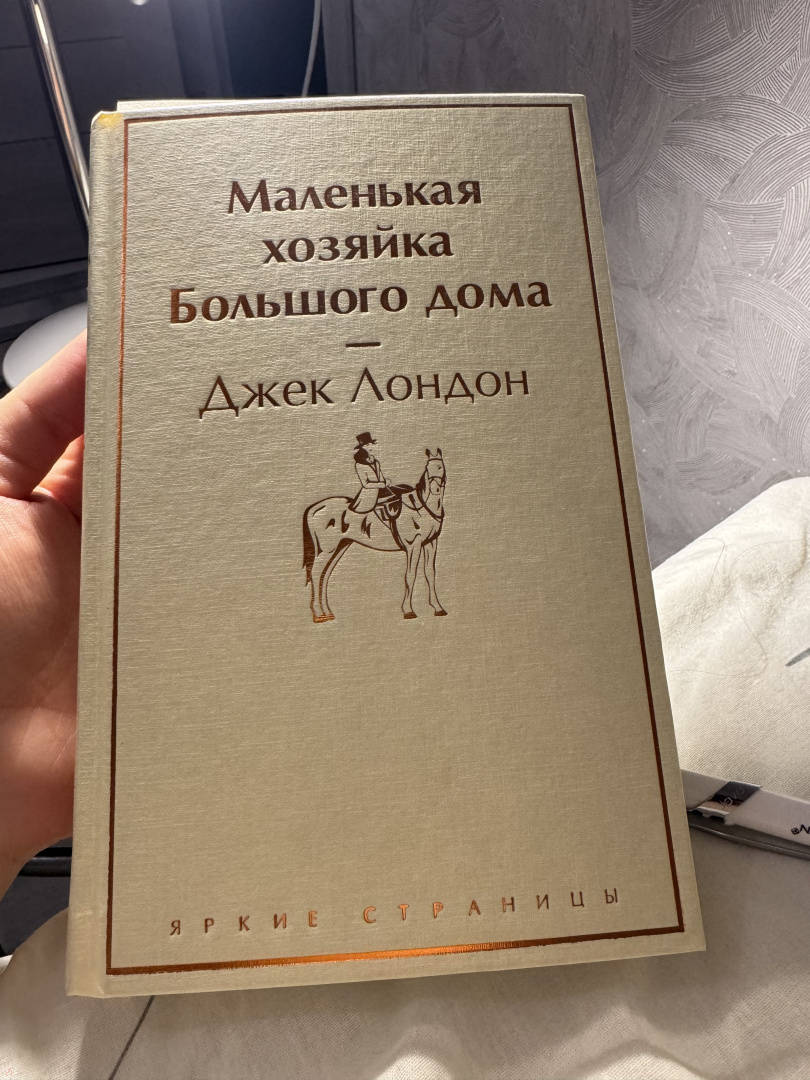 Маленькая
хозяйка
Большого дома
–
Джек Лондон
ЯРКИЕ СТРАНИЦЫ